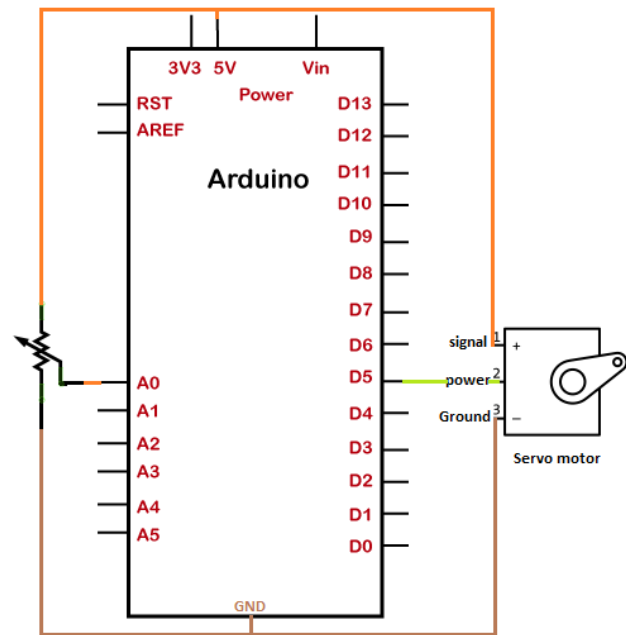 3V3 5V Vin
Power
RST
AREF
Arduino
D13
D12
D11
D10
D9
D8
D7
D6
D5
D4
D3
D2
D1
D0
A0
A1
A2
A3
A4
A5
GND
signal 1 +
power 2
Ground 3 –
Servo motor